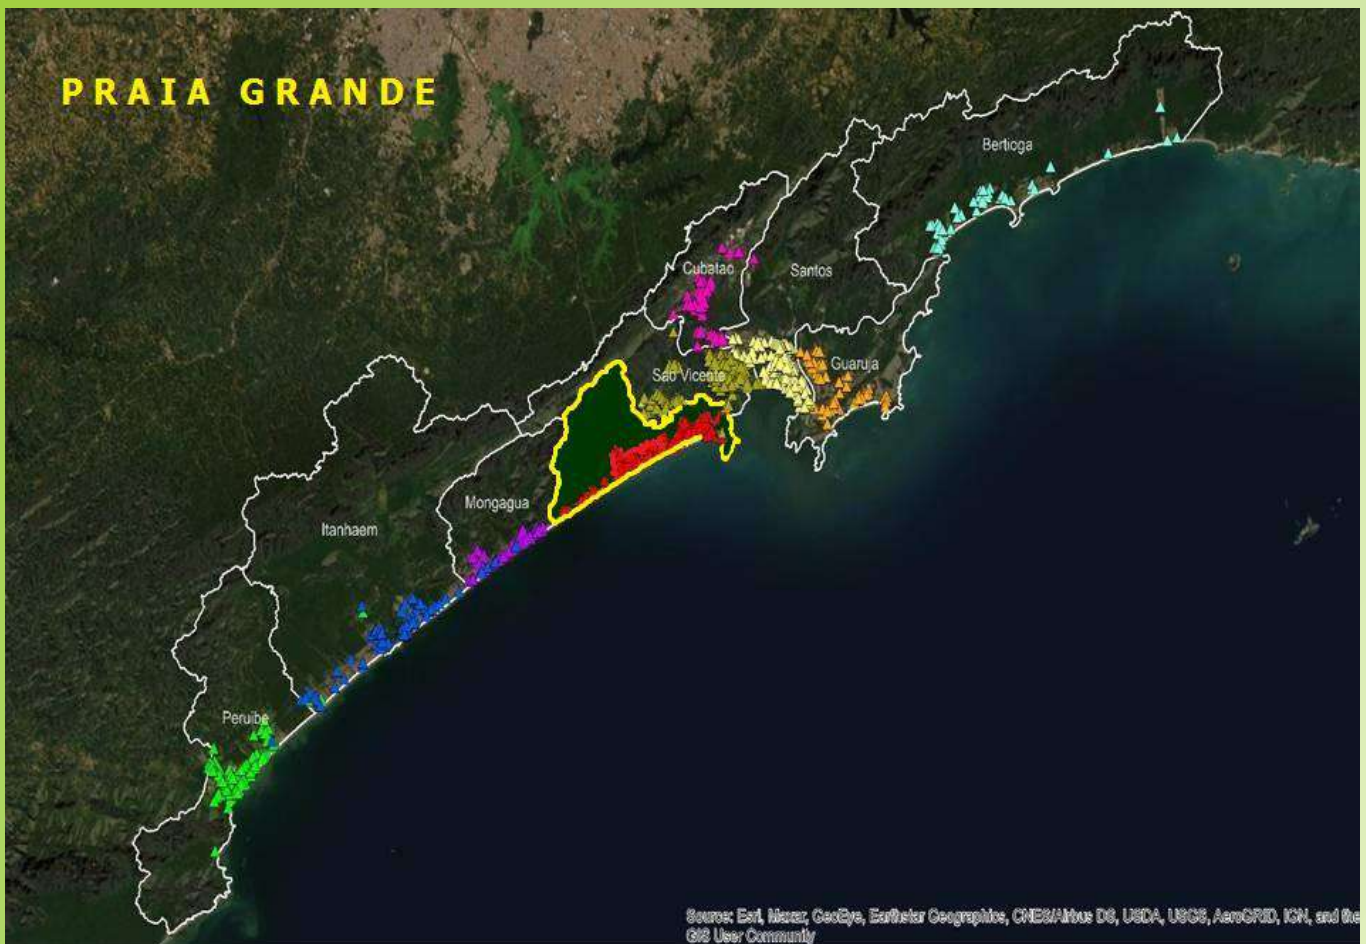 PRAIA GRANDE
Bertioga
Cubatao
Santos
Guaruja
Sao Vicente
Mongagua
Itanhaem
Peruibe
Source: Esri, Maxar, GeoEye, Earthstar Geographics, CNES/Airbus DS, USDA, USGS, AeroGRID, IGN, and the
GIS User Community